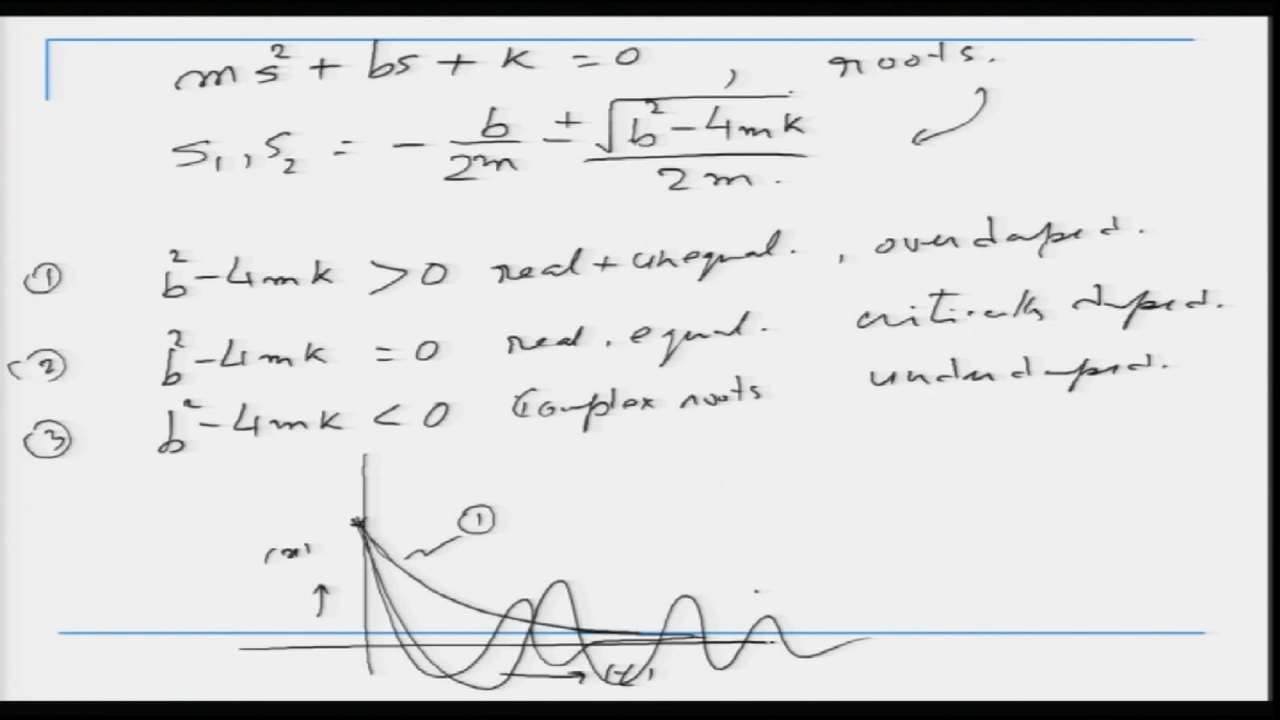 ms² + bs + k = 0 , roots.
s₁, s₂ = - b/2m ± √(b² - 4mk)/2m.
① b² - 4mk > 0 real + unequal. , overdamped.
② b² - 4mk = 0 real, equal. critically damped.
③ b² - 4mk < 0 Complex roots underdamped.
①
(x)
(t)